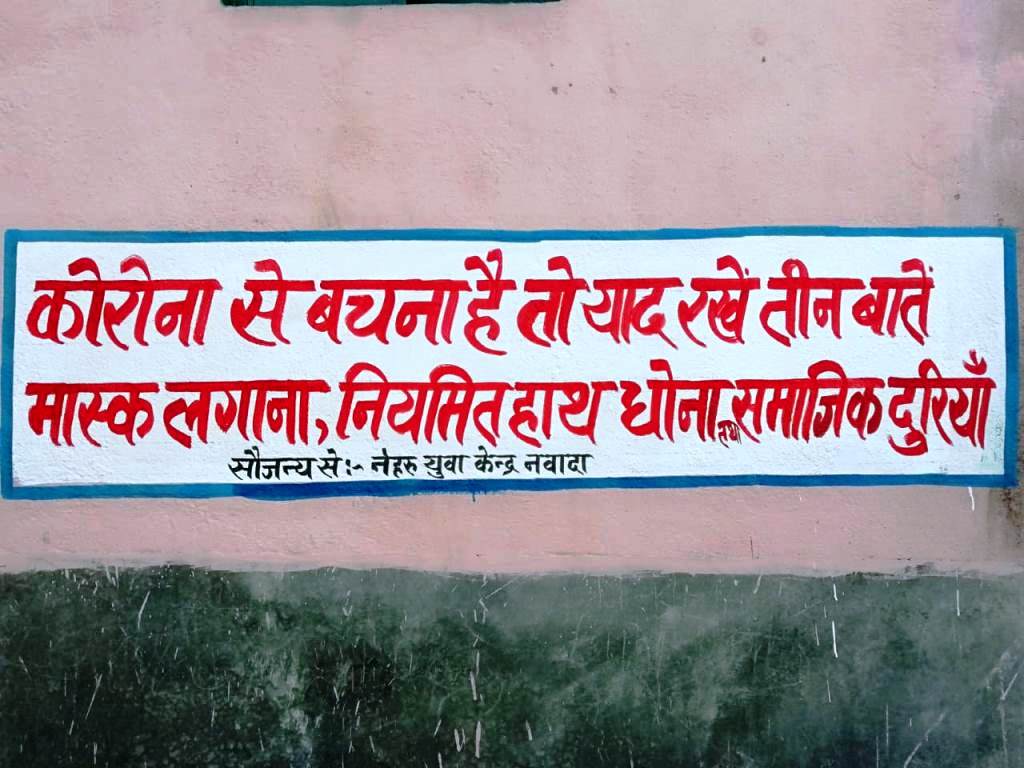 कोरोना से बचना है तो याद रखें तीन बातें
मास्क लगाना, नियमित हाथ धोना तथा समाजिक दुरियाँ
सौजन्य से:- नेहरु युवा केन्द्र नवादा